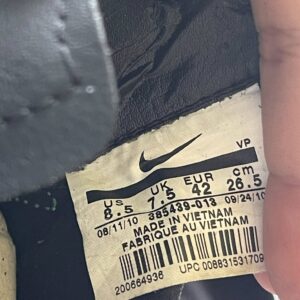 VP
US UK EUR cm
8.5 7.5 42 26.5
08/11/10 385439-013 09/24/10
MADE IN VIETNAM
FABRIQUE AU VIETNAM
200664936 UPC 00883153170